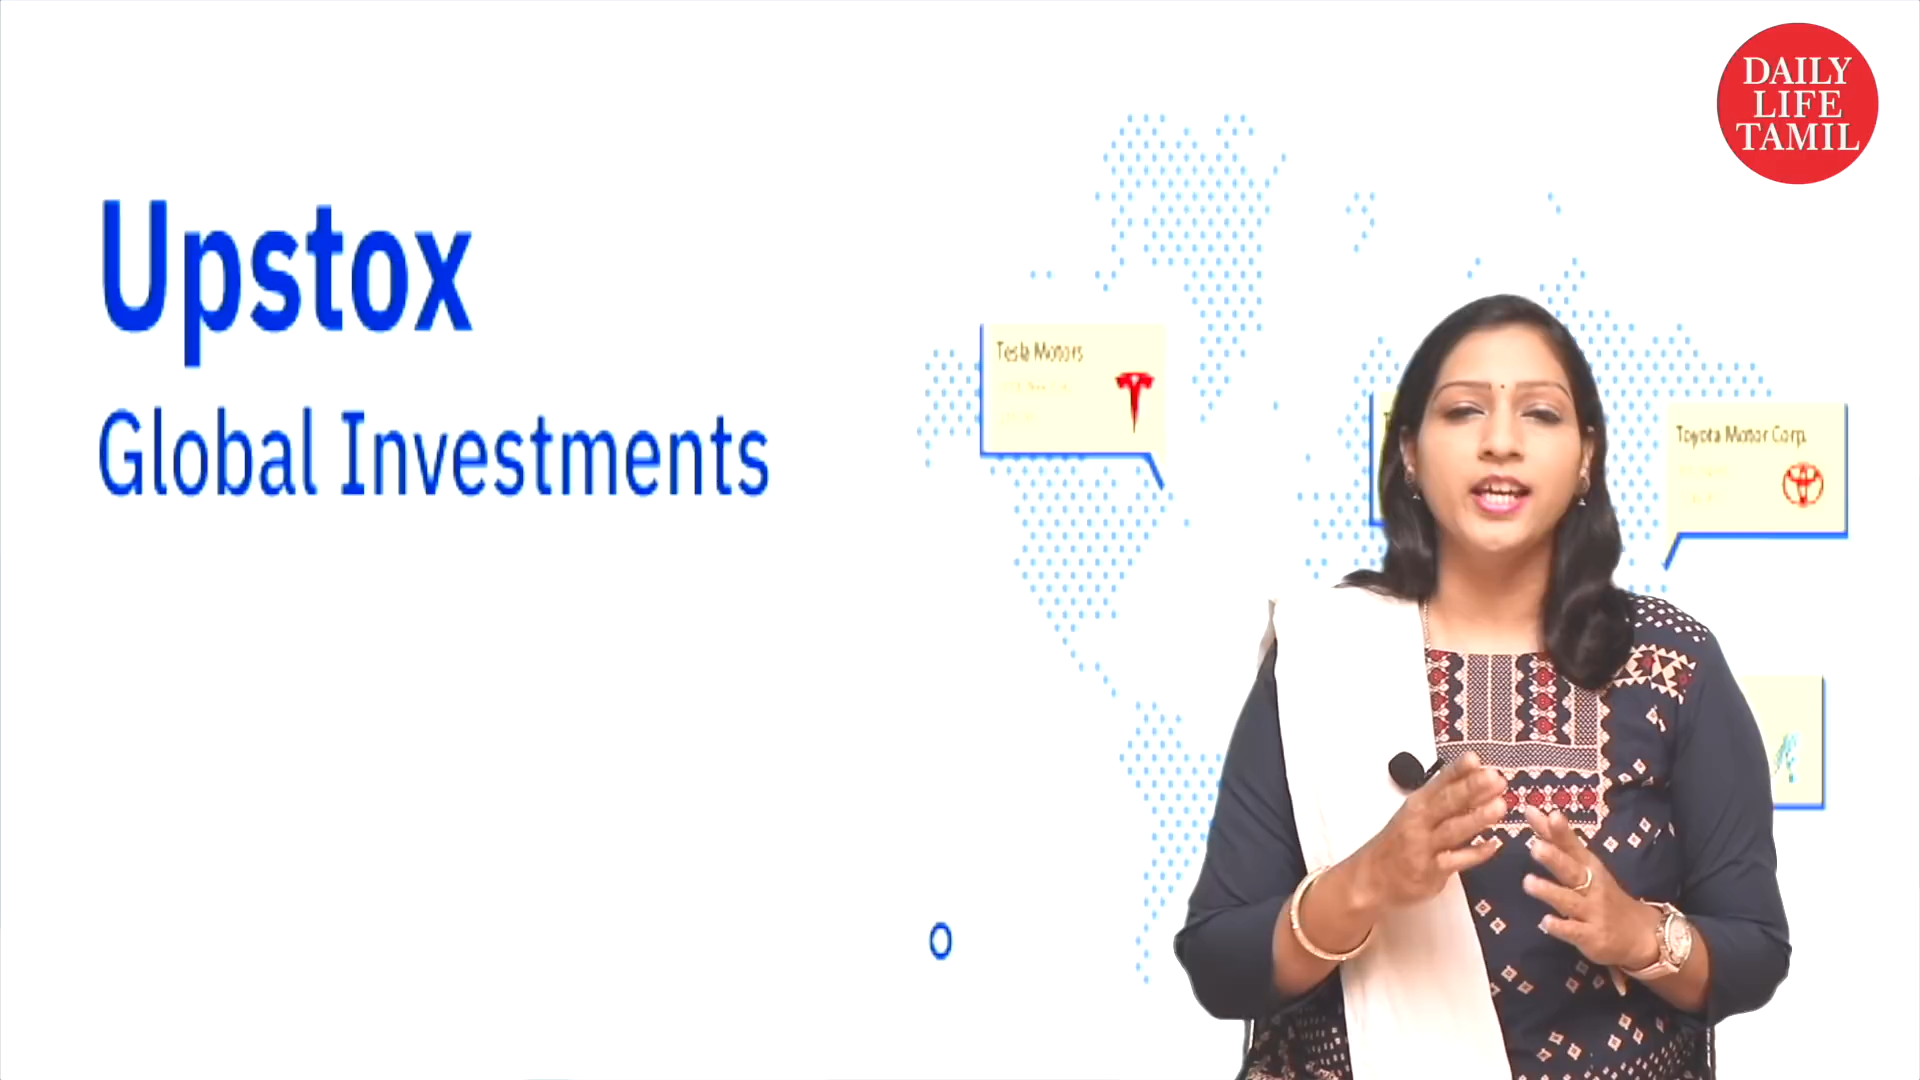 DAILY
LIFE
TAMIL
Upstox
Global Investments
Tesla Motors
Toyota Motor Corp.